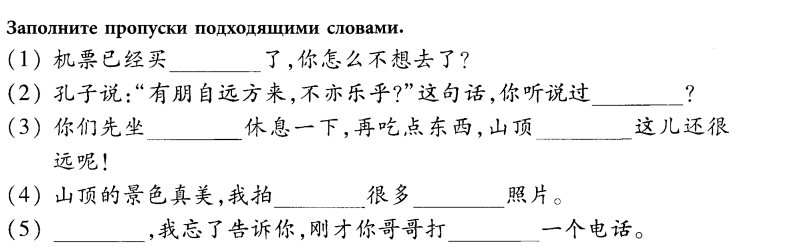 Заполните пропуски подходящими словами.
(1) 机票已经买________了,你怎么不想去了?
(2) 孔子说:“有朋自远方来,不亦乐乎?”这句话,你听说过________?
(3) 你们先坐________休息一下,再吃点东西,山顶________这儿还很
远呢!
(4) 山顶的景色真美,我拍________很多________照片。
(5) ________,我忘了告诉你,刚才你哥哥打________一个电话。